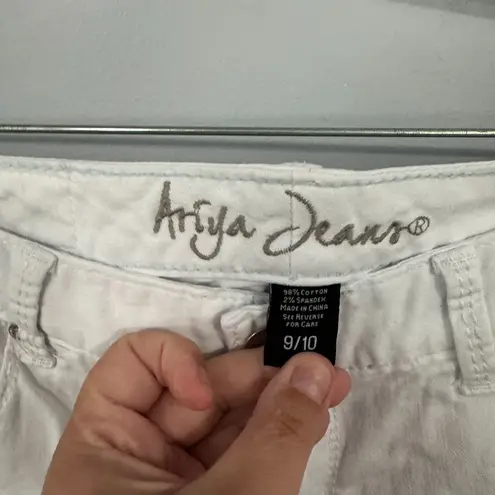 Ariya Jeans®
98% COTTON
2% SPANDEX
MADE IN CHINA
SEE REVERSE
FOR CARE
9/10